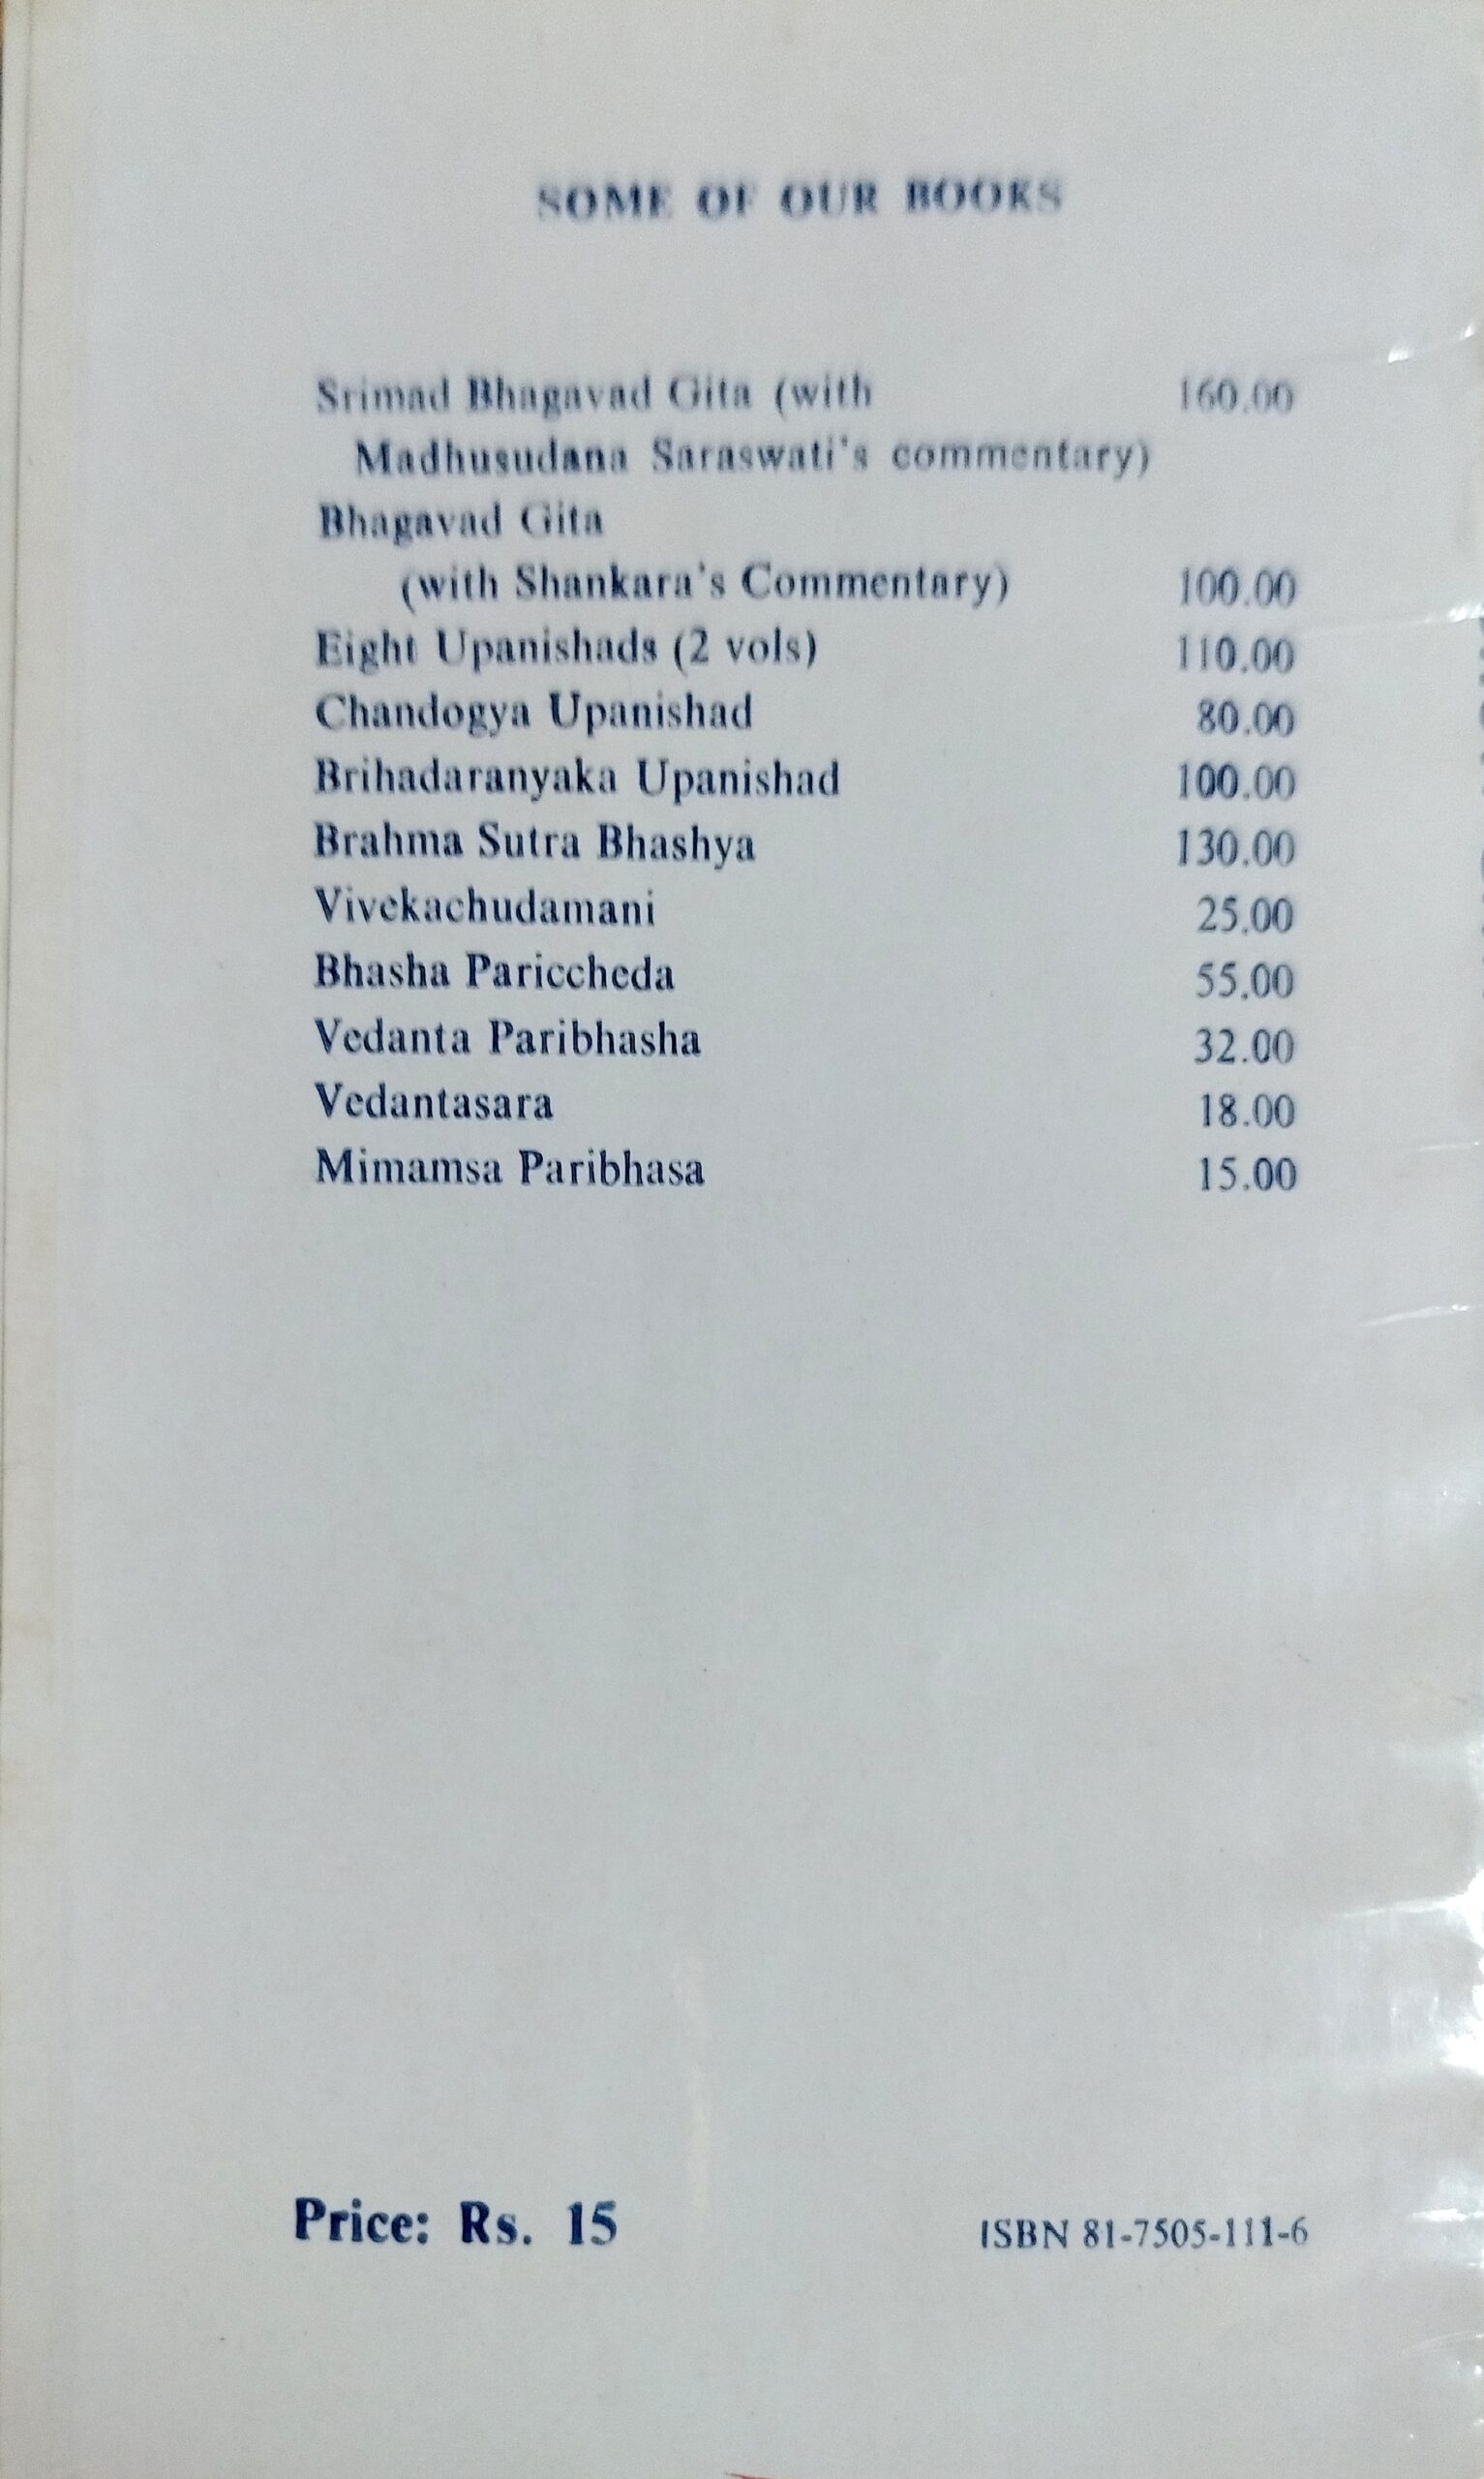 SOME OF OUR BOOKS
Srimad Bhagavad Gita (with 160.00
Madhusudana Saraswati's commentary)
Bhagavad Gita
(with Shankara's Commentary) 100.00
Eight Upanishads (2 vols) 110.00
Chandogya Upanishad 80.00
Brihadaranyaka Upanishad 100.00
Brahma Sutra Bhashya 130.00
Vivekachudamani 25.00
Bhasha Pariccheda 55.00
Vedanta Paribhasha 32.00
Vedantasara 18.00
Mimamsa Paribhasa 15.00
Price: Rs. 15 ISBN 81-7505-111-6